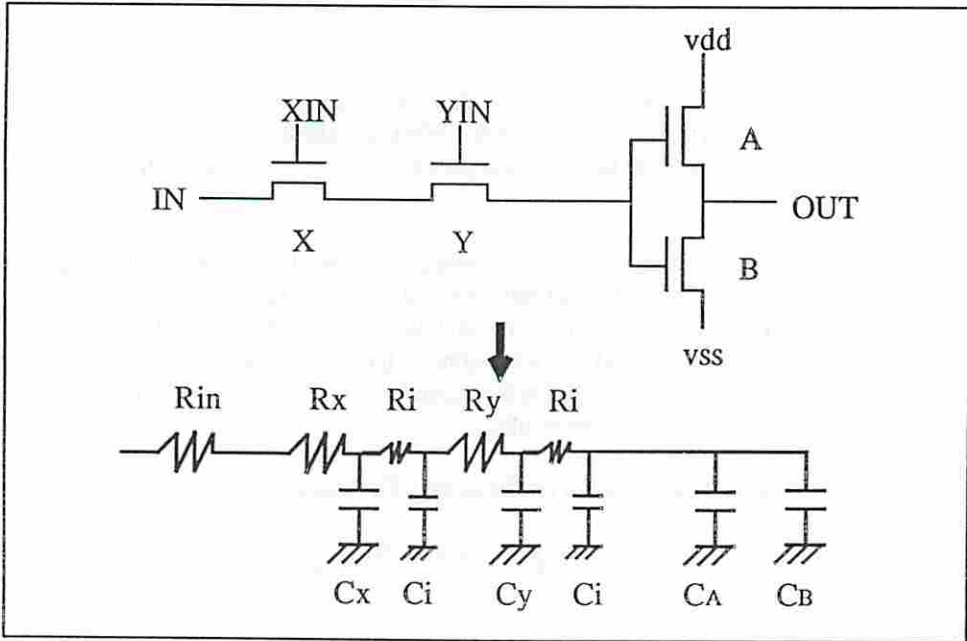 vdd
XIN YIN
A
IN OUT
X Y B
vss
Rin Rx Ri Ry Ri
Cx Ci Cy Ci CA CB